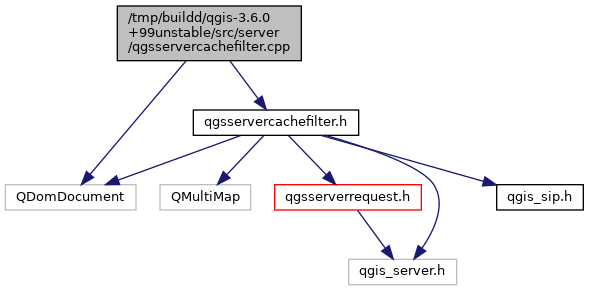 /tmp/buildd/qgis-3.6.0
+99unstable/src/server
/qgsservercachefilter.cpp
qgsservercachefilter.h
QDomDocument
QMultiMap
qgsserverrequest.h
qgis_sip.h
qgis_server.h